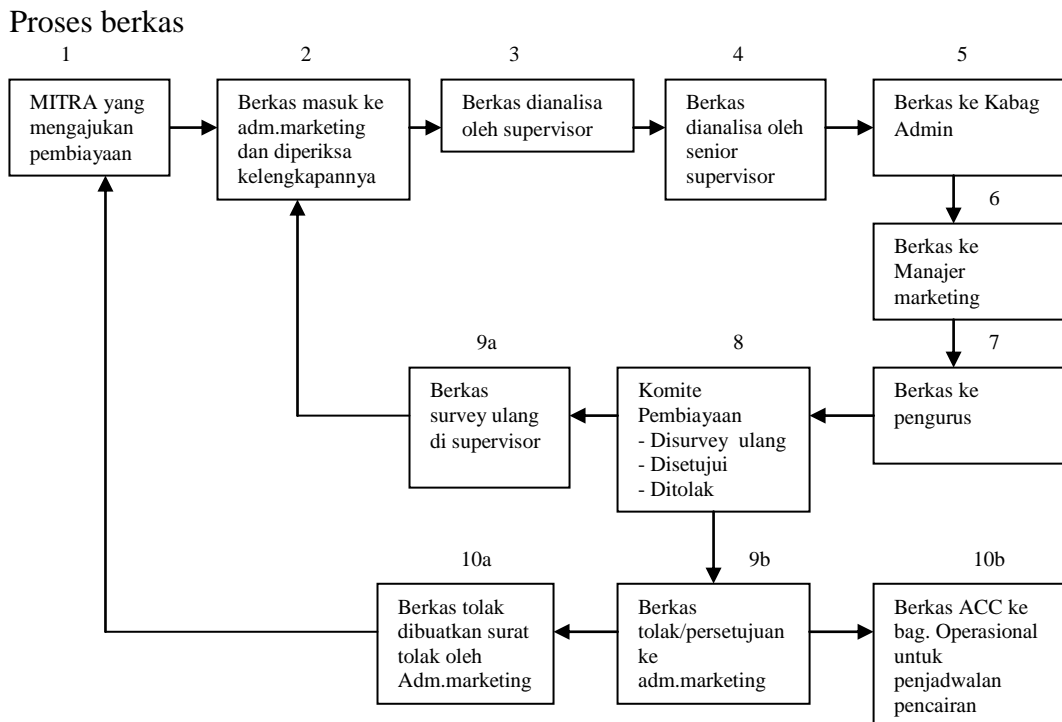 Proses berkas
1
MITRA yang
mengajukan
pembiayaan
2
Berkas masuk ke
adm.marketing
dan diperiksa
kelengkapannya
3
Berkas dianalisa
oleh supervisor
4
Berkas
dianalisa oleh
senior
supervisor
5
Berkas ke Kabag
Admin
6
Berkas ke
Manajer
marketing
7
Berkas ke
pengurus
8
Komite
Pembiayaan
- Disurvey ulang
- Disetujui
- Ditolak
9a
Berkas
survey ulang
di supervisor
9b
Berkas
tolak/persetujuan
ke
adm.marketing
10a
Berkas tolak
dibuatkan surat
tolak oleh
Adm.marketing
10b
Berkas ACC ke
bag. Operasional
untuk
penjadwalan
pencairan